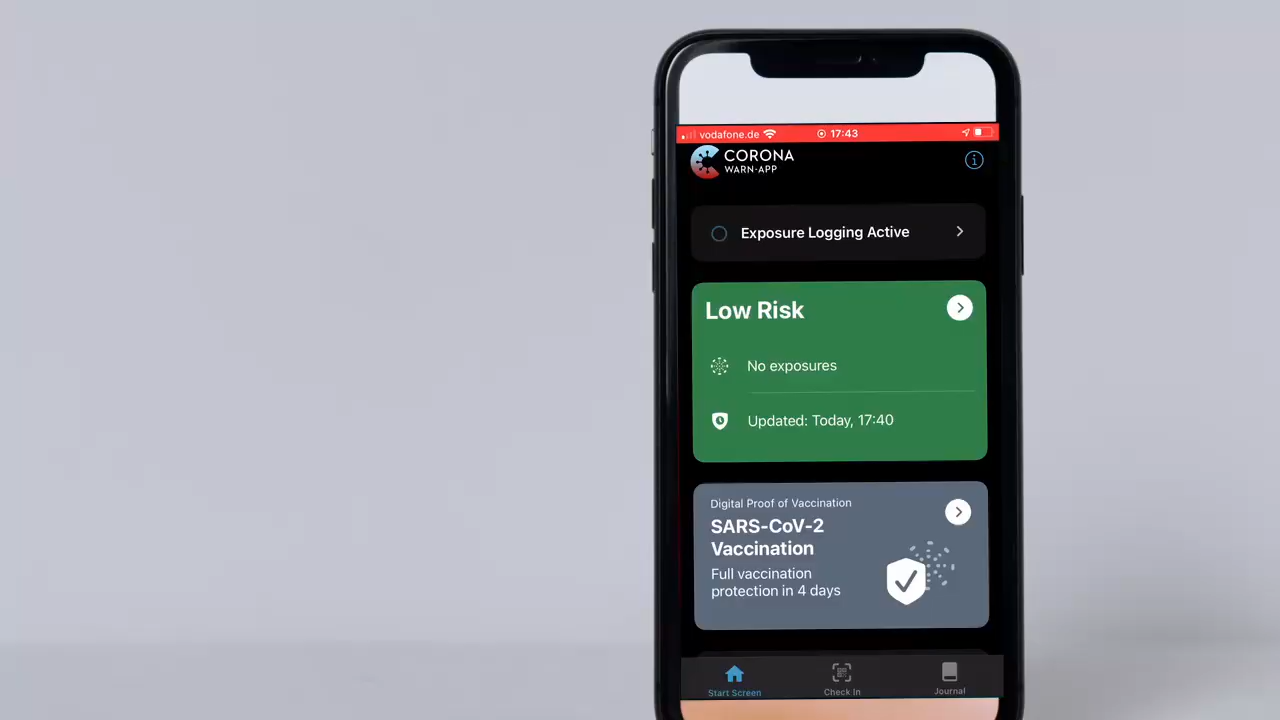 vodafone.de 17:43
CORONA
WARN-APP
Exposure Logging Active
Low Risk
No exposures
Updated: Today, 17:40
Digital Proof of Vaccination
SARS-CoV-2
Vaccination
Full vaccination
protection in 4 days
Start Screen Check In Journal